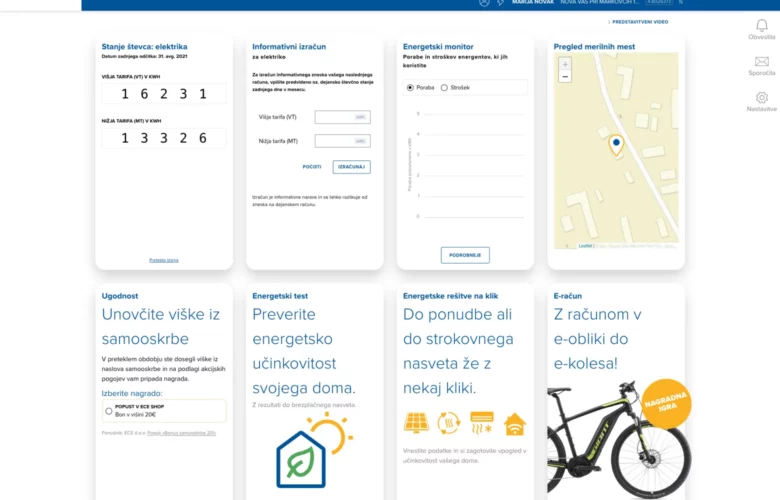 MARIJA NOVAK
NOVA VAS PRI MARKOVCIH 1...
PREDSTAVITVENI VIDEO
Obvestila
Sporočila
Nastavitve
Stanje števca: elektrika
Datum zadnjega odčitka: 31. avg. 2021
VIŠJA TARIFA (VT) V KWH
1 6 2 3 1
NIŽJA TARIFA (MT) V KWH
1 3 3 2 6
Prejšnja stanja
Informativni izračun
za elektriko
Za izračun informativnega zneska vašega naslednjega
računa, vpišite predvideno oz. dejansko števčno stanje
zadnjega dne v mesecu.
Višja tarifa (VT)
kWh
Nižja tarifa (MT)
kWh
POČISTI
IZRAČUNAJ
Izračun je informativne narave in se lahko razlikuje od
zneska na dejanskem računu.
Energetski monitor
Poraba in stroškov energentov, ki jih
koristite
Poraba
Strošek
5
4
3
2
1
0
PODROBNEJE
Pregled merilnih mest
+
−
Leaflet
Ugodnost
Unovčite viške iz
samooskrbe
V preteklem obdobju ste dosegli viške iz
naslova samooskrbe in na podlagi akcijskih
pogojev vam pripada nagrada.
Izberite nagrado:
POPUST V ECE SHOP
Bon v višini 20€
Ponudnik: ECE d.o.o. Pogoji »Bonus samooskrba 20«
Energetski test
Preverite
energetsko
učinkovitost
svojega doma.
Z rezultati do brezplačnega nasveta
Energetske rešitve na klik
Do ponudbe ali
do strokovnega
nasveta že z
nekaj kliki.
Vnesite podatke in si zagotovite vpogled v
učinkovitost vašega doma.
E-račun
Z računom v
e-obliki do
e-kolesa!
NAGRADNA
IGRA